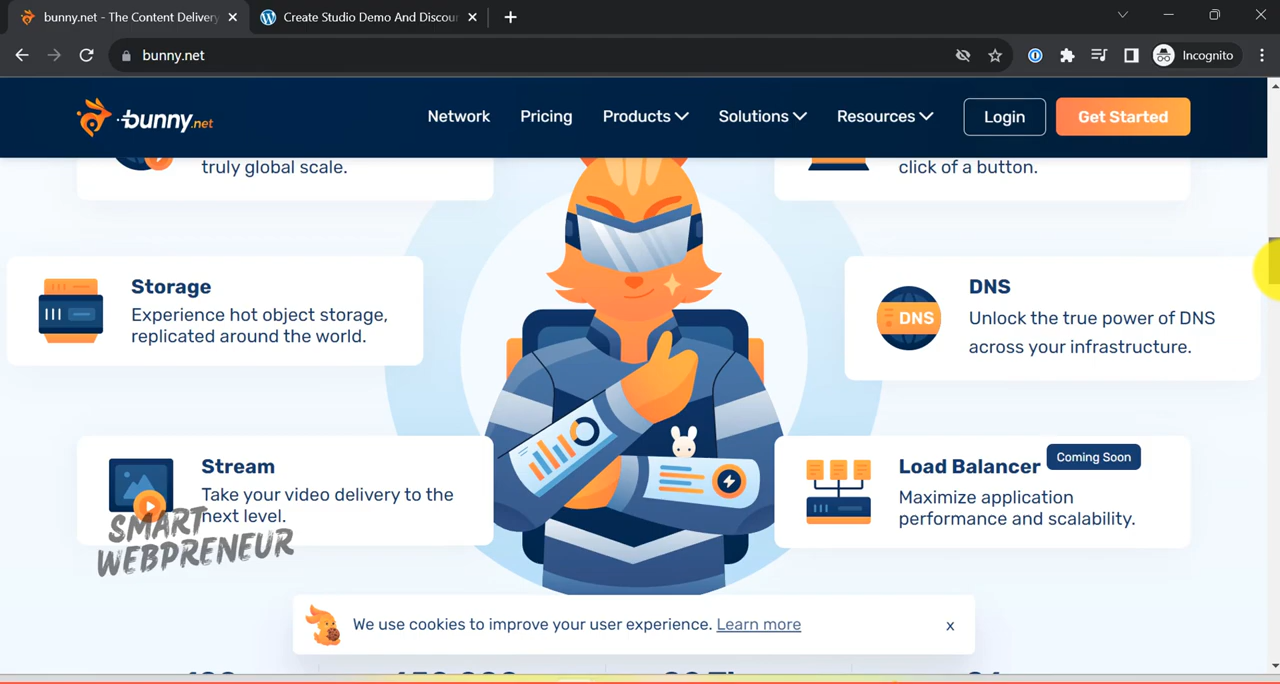 bunny.net - The Content Delivery
Create Studio Demo And Discour
bunny.net
Incognito
bunny.net
Network
Pricing
Products
Solutions
Resources
Login
Get Started
truly global scale.
click of a button.
Storage
Experience hot object storage,
replicated around the world.
DNS
DNS
Unlock the true power of DNS
across your infrastructure.
Stream
Take your video delivery to the
next level.
Load Balancer
Coming Soon
Maximize application
performance and scalability.
SMART
WEBPRENEUR
We use cookies to improve your user experience. Learn more
x